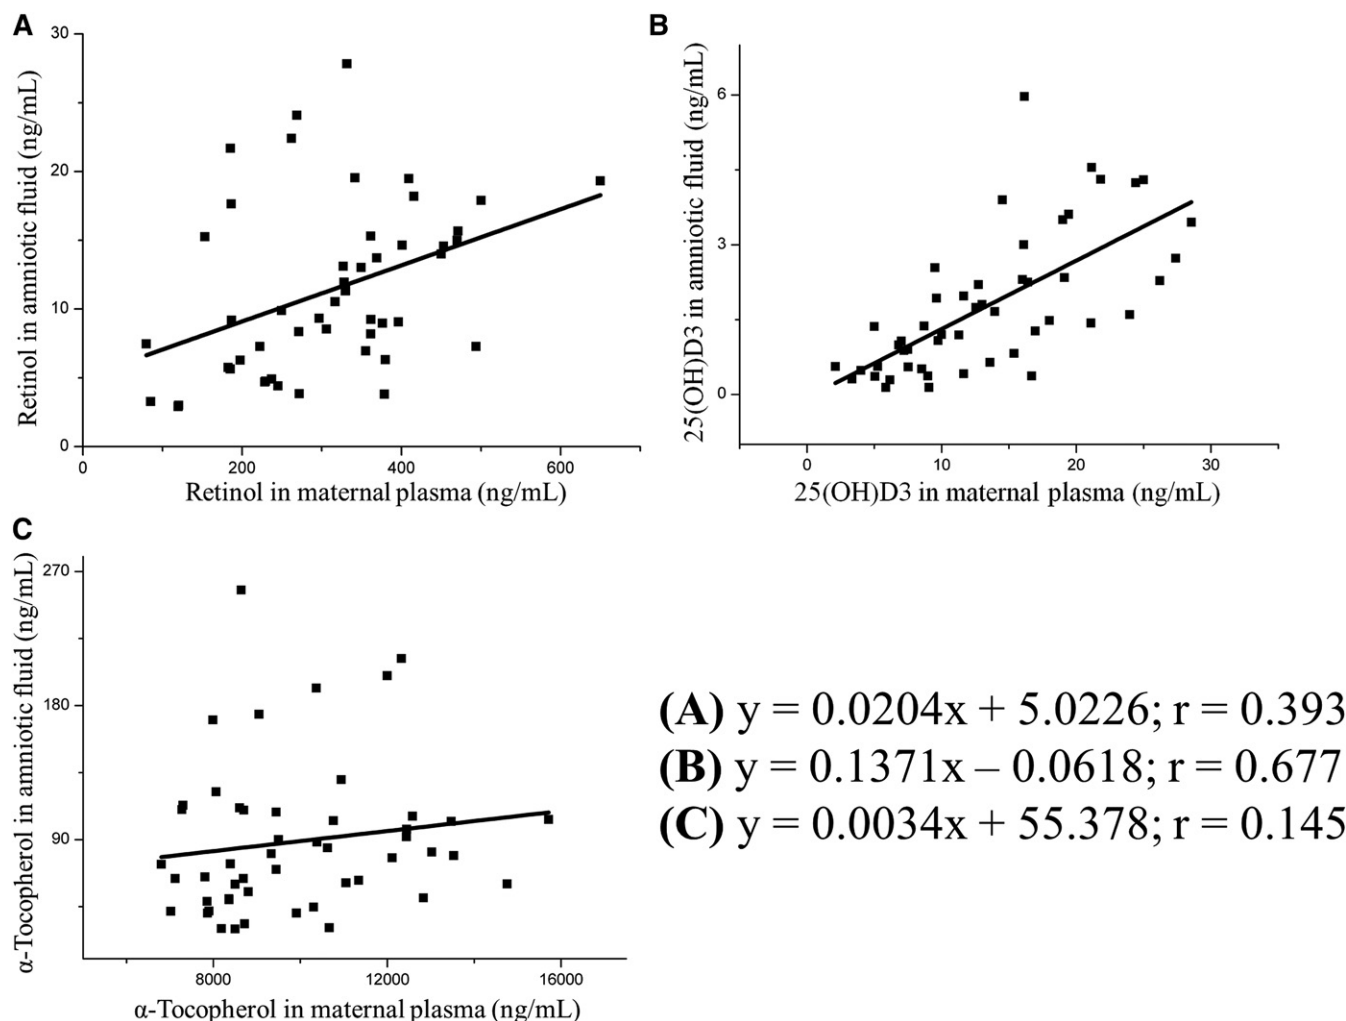 A
30
20
10
0
0
200
400
600
Retinol in amniotic fluid (ng/mL)
Retinol in maternal plasma (ng/mL)
B
6
3
0
0
10
20
30
25(OH)D3 in amniotic fluid (ng/mL)
25(OH)D3 in maternal plasma (ng/mL)
C
270
180
90
8000
12000
16000
α-Tocopherol in amniotic fluid (ng/mL)
α-Tocopherol in maternal plasma (ng/mL)
(A) y = 0.0204x + 5.0226; r = 0.393
(B) y = 0.1371x – 0.0618; r = 0.677
(C) y = 0.0034x + 55.378; r = 0.145